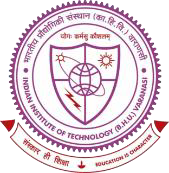 भारतीय प्रौद्योगिकी संस्थान (का.हि.वि.) वाराणसी
योगः कर्मसु कौशलम्
INDIAN INSTITUTE OF TECHNOLOGY (B.H.U.) VARANASI
संस्कार ही शिक्षा
EDUCATION IS CHARACTER